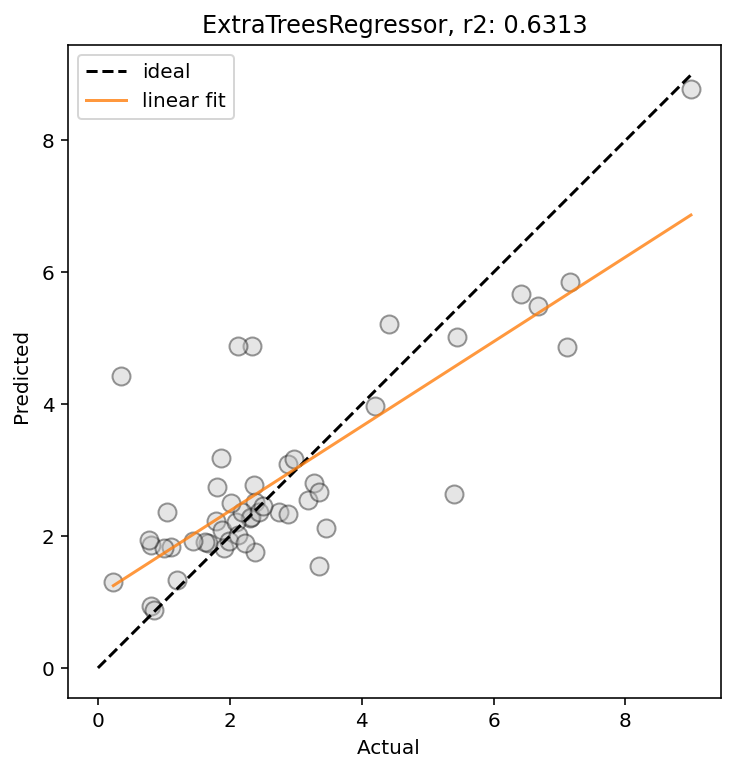 ExtraTreesRegressor, r2: 0.6313
ideal
linear fit
8
6
4
2
0
Predicted
0 2 4 6 8
Actual